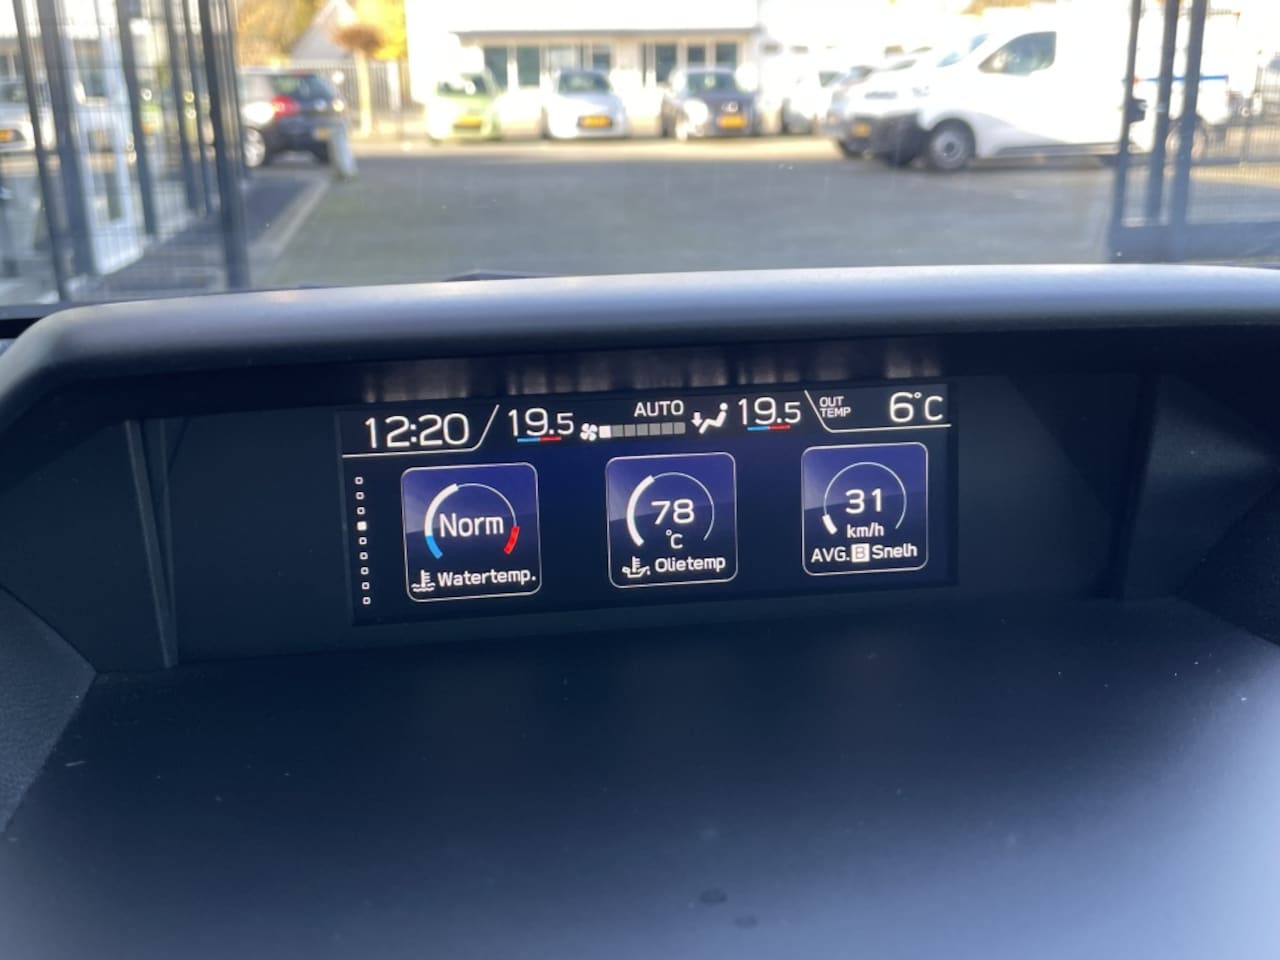 12:20 19.5 AUTO 19.5 OUT TEMP 6°C
Norm
Watertemp.
78
°C
Olietemp
31
km/h
AVG. B Snelh